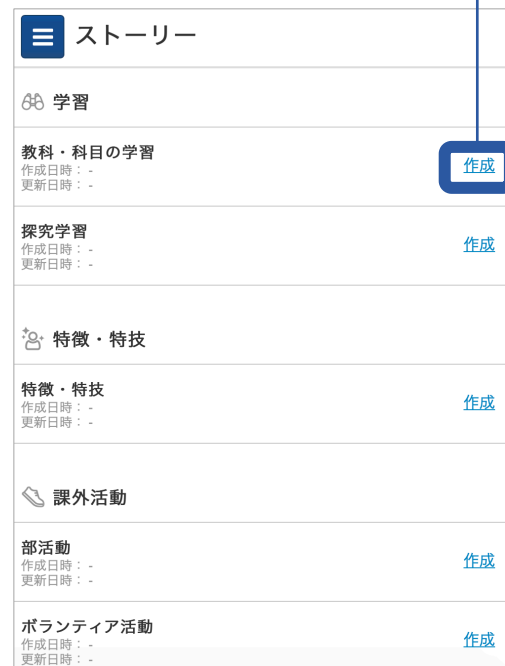 ストーリー
学習
教科・科目の学習
作成日時： -
更新日時： -
作成
探究学習
作成日時： -
更新日時： -
作成
特徴・特技
特徴・特技
作成日時： -
更新日時： -
作成
課外活動
部活動
作成日時： -
更新日時： -
作成
ボランティア活動
作成日時： -
更新日時： -
作成